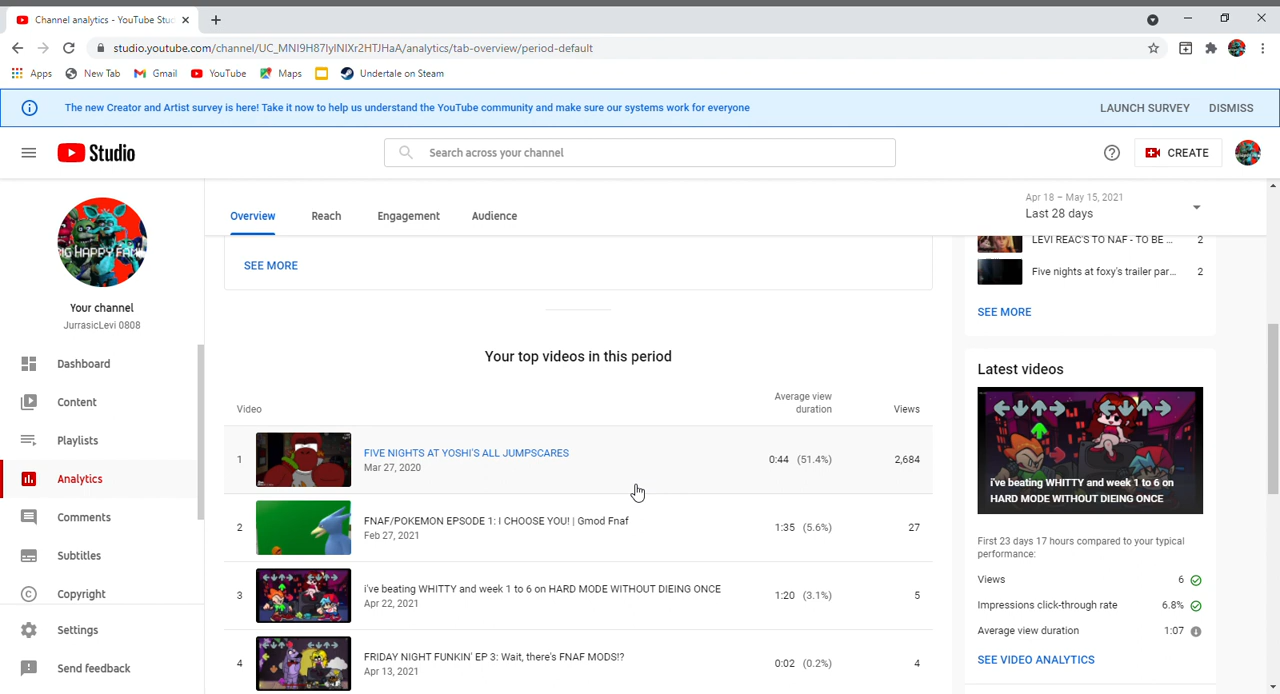 Channel analytics - YouTube Stu
studio.youtube.com/channel/UC_MNI9H87IyINIXr2HTJHaA/analytics/tab-overview/period-default
Apps New Tab Gmail YouTube Maps Undertale on Steam
The new Creator and Artist survey is here! Take it now to help us understand the YouTube community and make sure our systems work for everyone
LAUNCH SURVEY DISMISS
Studio
Search across your channel
CREATE
Your channel
JurrasicLevi 0808
Dashboard
Content
Playlists
Analytics
Comments
Subtitles
Copyright
Settings
Send feedback
Overview Reach Engagement Audience
Apr 18 – May 15, 2021
Last 28 days
SEE MORE
Your top videos in this period
Video Average view duration Views
1 FIVE NIGHTS AT YOSHI'S ALL JUMPSCARES 0:44 (51.4%) 2,684
Mar 27, 2020
2 FNAF/POKEMON EPSODE 1: I CHOOSE YOU! | Gmod Fnaf 1:35 (5.6%) 27
Feb 27, 2021
3 i've beating WHITTY and week 1 to 6 on HARD MODE WITHOUT DIEING ONCE 1:20 (3.1%) 5
Apr 22, 2021
4 FRIDAY NIGHT FUNKIN' EP 3: Wait, there's FNAF MODS!? 0:02 (0.2%) 4
Apr 13, 2021
LEVI REAC'S TO NAF - TO BE ... 2
Five nights at foxy's trailer par... 2
SEE MORE
Latest videos
i've beating WHITTY and week 1 to 6 on
HARD MODE WITHOUT DIEING ONCE
First 23 days 17 hours compared to your typical
performance:
Views 6
Impressions click-through rate 6.8%
Average view duration 1:07
SEE VIDEO ANALYTICS